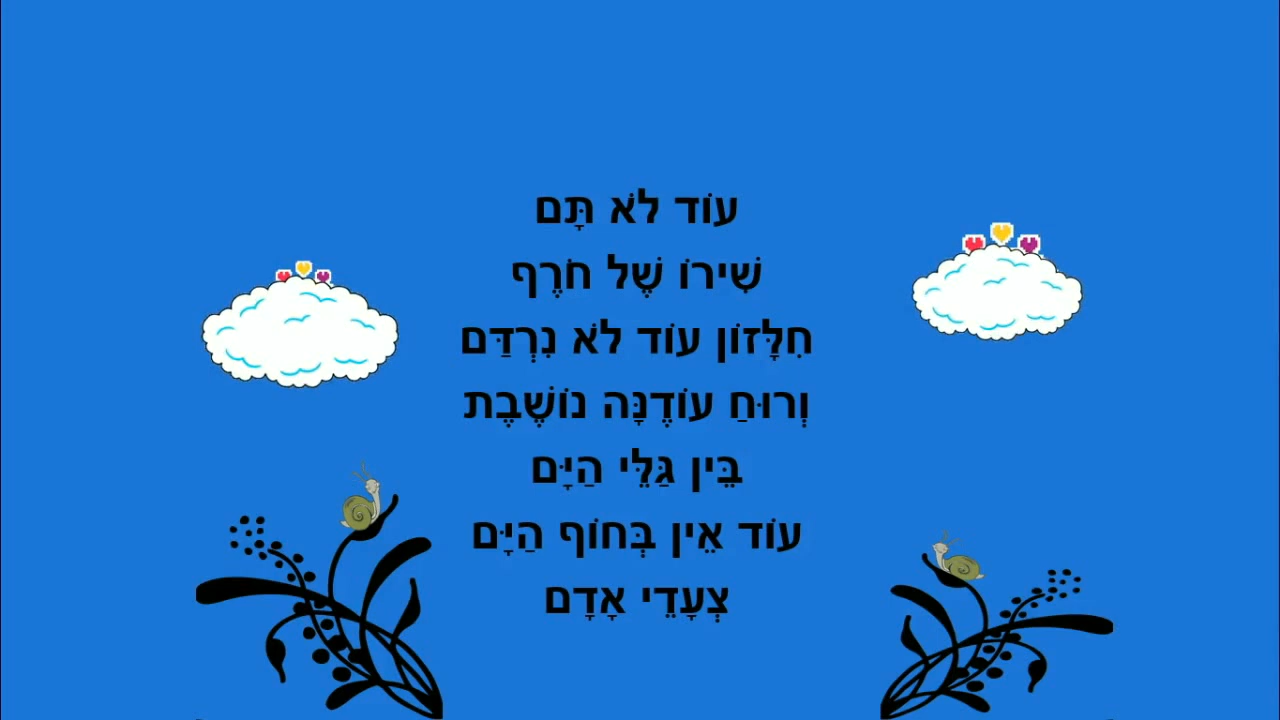 עוֹד לֹא תָּם
שִׁירוֹ שֶׁל חֹרֶף
חִלָּזוֹן עוֹד לֹא נִרְדַּם
וְרוּחַ עוֹדֶנָּה נוֹשֶׁבֶת
בֵּין גַּלֵּי הַיָּם
עוֹד אֵין בְּחוֹף הַיָּם
צְעָדֵי אָדָם